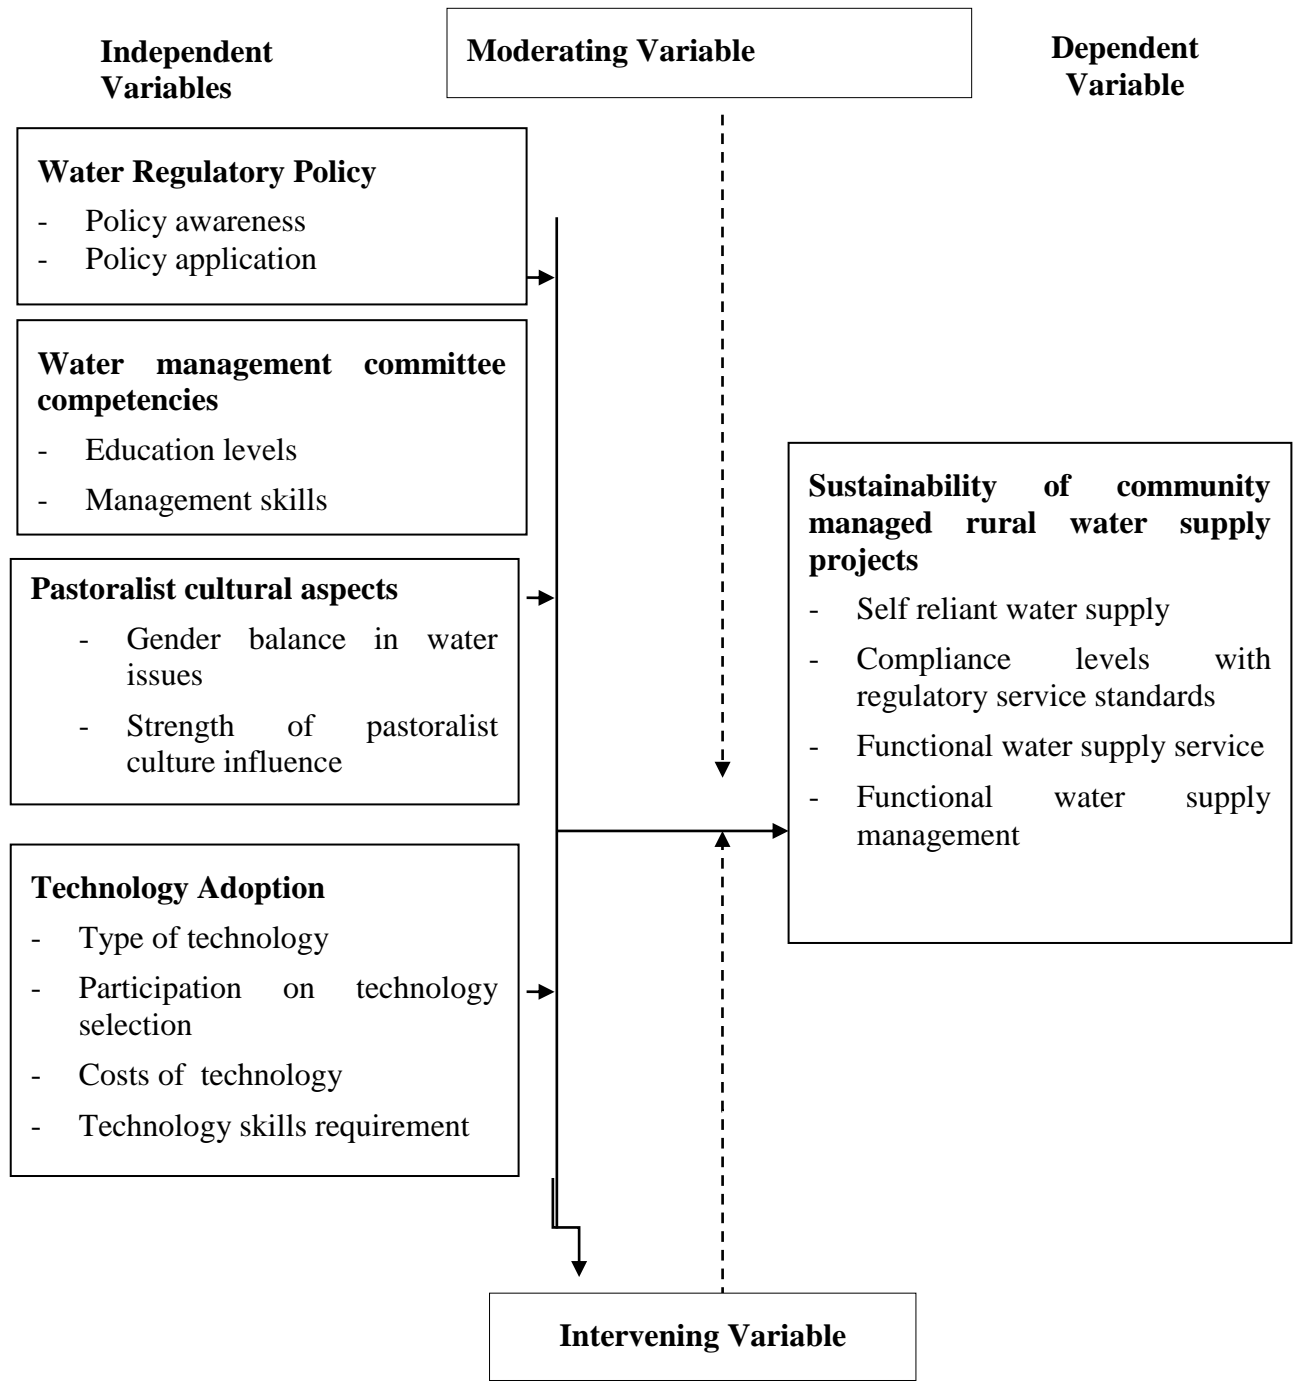 Independent
Variables
Moderating Variable
Dependent
Variable
Water Regulatory Policy
- Policy awareness
- Policy application
Water management committee
competencies
- Education levels
- Management skills
Pastoralist cultural aspects
- Gender balance in water
issues
- Strength of pastoralist
culture influence
Technology Adoption
- Type of technology
- Participation on technology
selection
- Costs of technology
- Technology skills requirement
Sustainability of community
managed rural water supply
projects
- Self reliant water supply
- Compliance levels with
regulatory service standards
- Functional water supply service
- Functional water supply
management
Intervening Variable